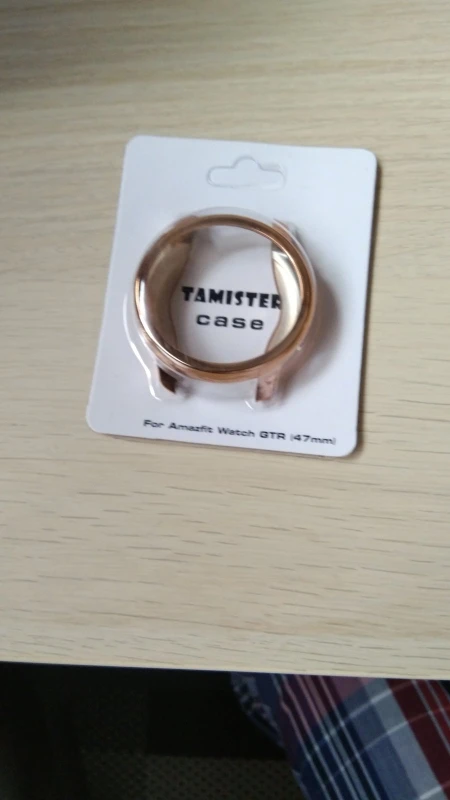 TAMISTER
case
For Amazfit Watch GTR (47mm)